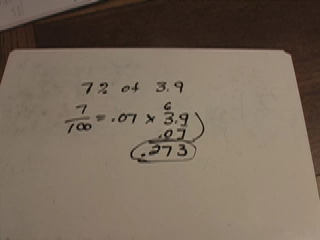 7% of 3.9
6
7/100 = .07 x 3.9
.07
.273